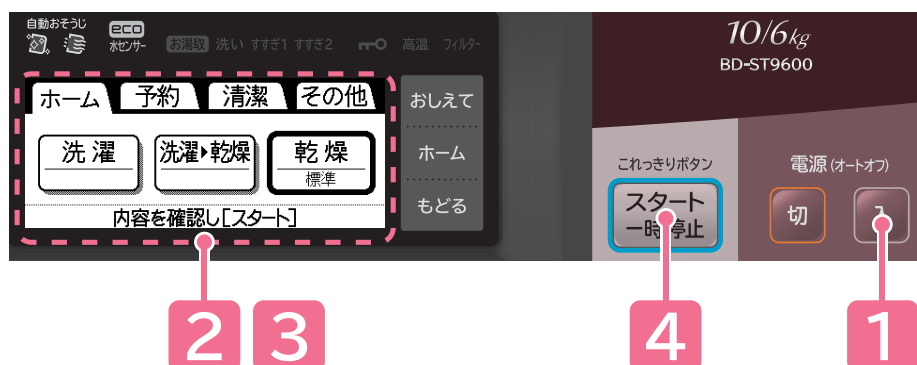 自動おそうじ
eco
水センサー
お湯取 洗い すすぎ1 すすぎ2 高温 フィルター
ホーム 予約 清潔 その他
洗濯 洗濯▶乾燥 乾燥
標準
内容を確認し[スタート]
おしえて
ホーム
もどる
10/6kg
BD-ST9600
これっきりボタン
スタート
一時停止
電源(オートオフ)
切 入
2 3 4 1